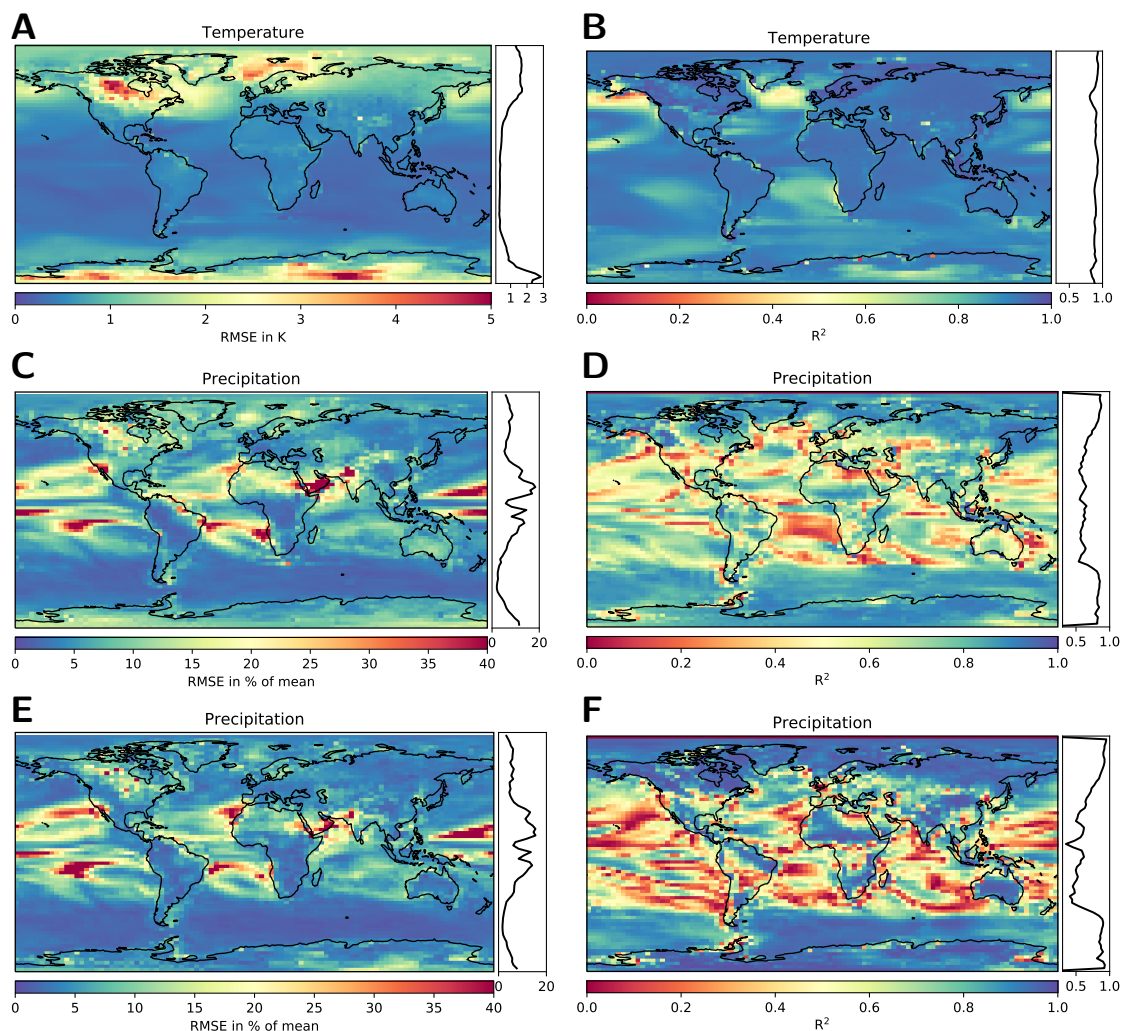 A
Temperature
1 2 3
0 1 2 3 4 5
RMSE in K
B
Temperature
0.5 1.0
0.0 0.2 0.4 0.6 0.8 1.0
R²
C
Precipitation
0 20
0 5 10 15 20 25 30 35 40
RMSE in % of mean
D
Precipitation
0.5 1.0
0.0 0.2 0.4 0.6 0.8 1.0
R²
E
Precipitation
0 20
0 5 10 15 20 25 30 35 40
RMSE in % of mean
F
Precipitation
0.5 1.0
0.0 0.2 0.4 0.6 0.8 1.0
R²